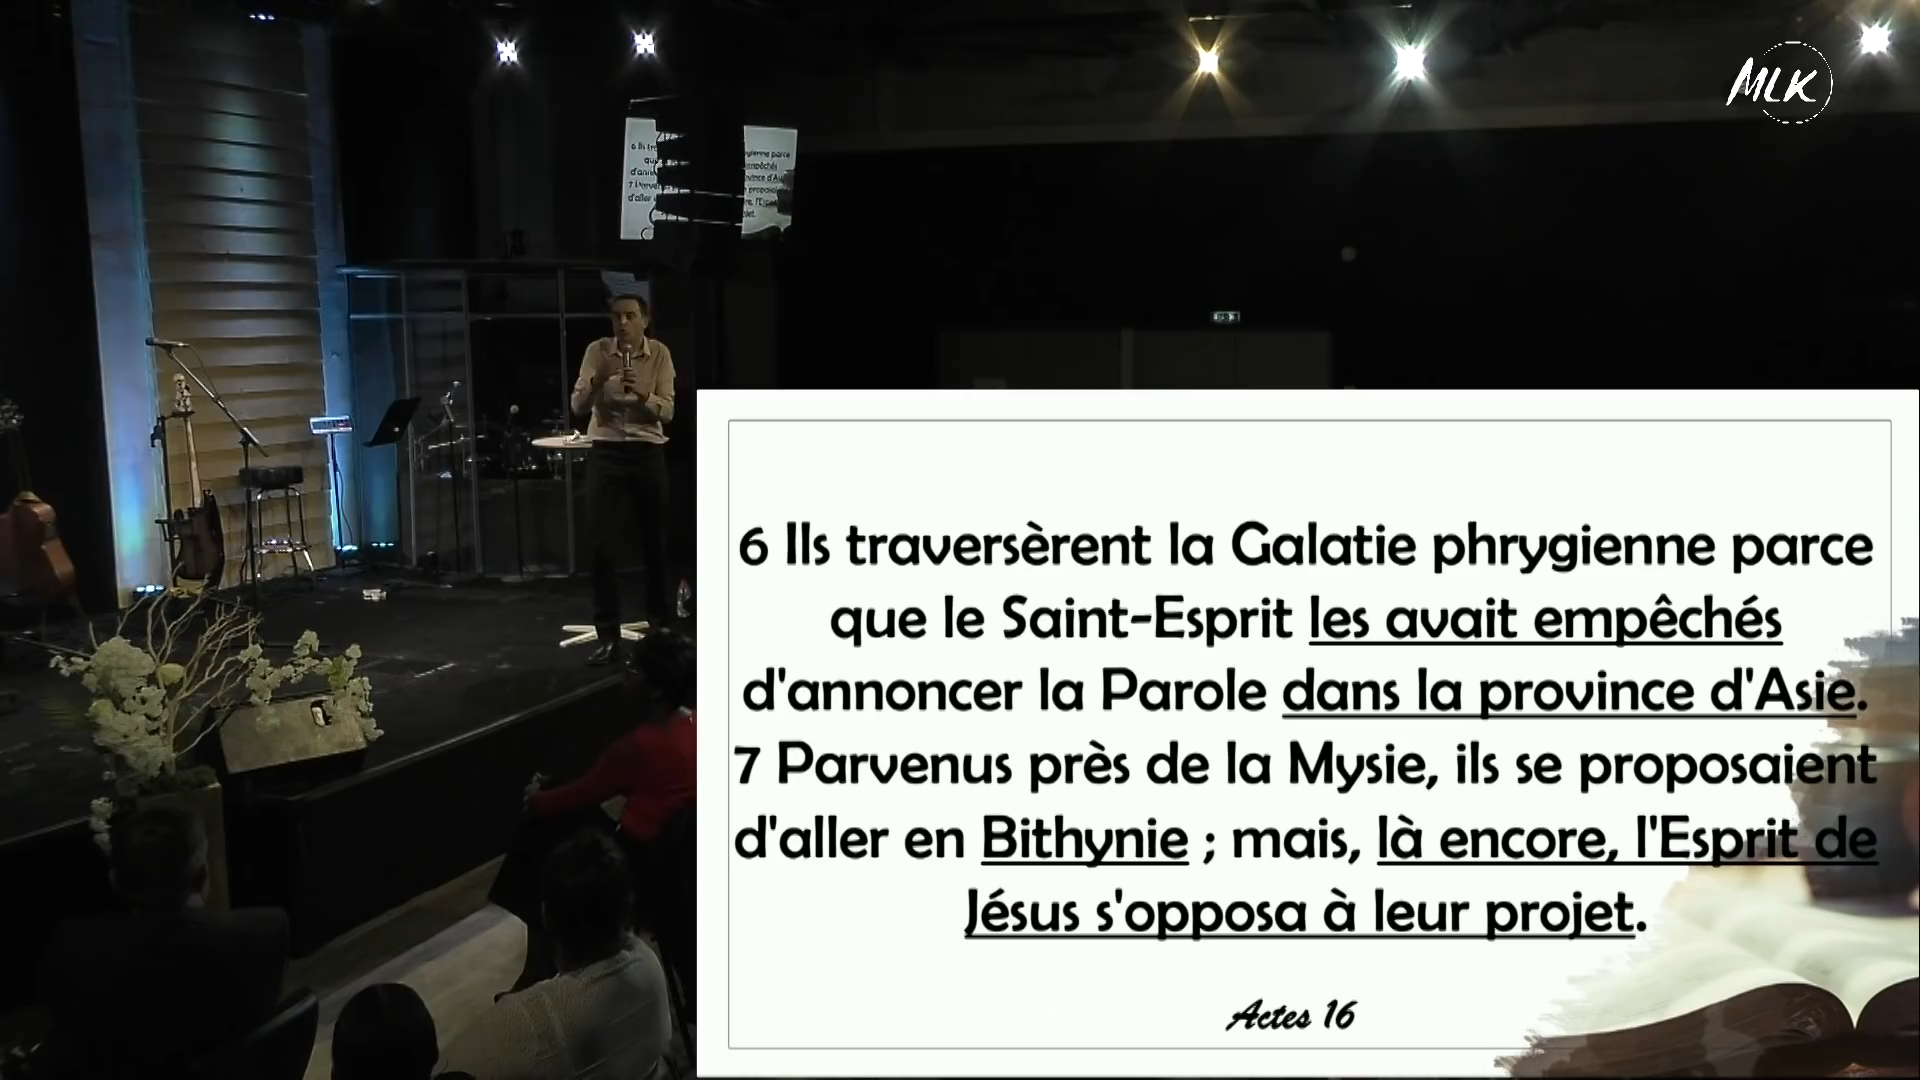 MLK
6 Ils traversèrent la Galatie phrygienne parce
que le Saint-Esprit les avait empêchés
d'annoncer la Parole dans la province d'Asie.
7 Parvenus près de la Mysie, ils se proposaient
d'aller en Bithynie ; mais, là encore, l'Esprit de
Jésus s'opposa à leur projet.
Actes 16